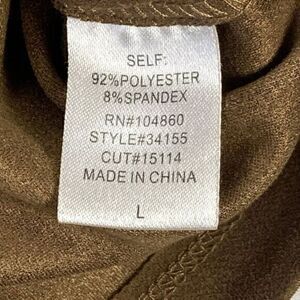 SELF:
92%POLYESTER
8%SPANDEX
RN#104860
STYLE#34155
CUT#15114
MADE IN CHINA
L